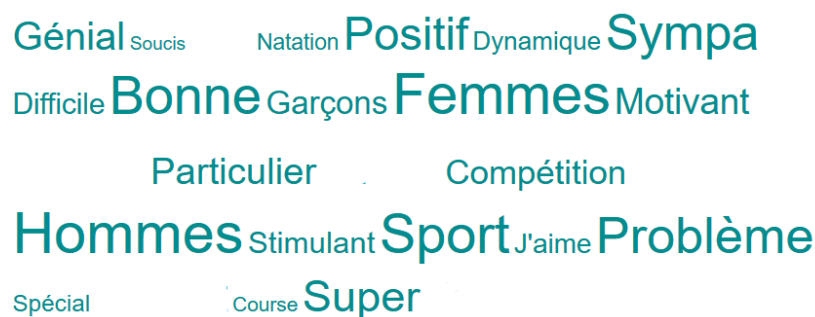 Génial Soucis Natation Positif Dynamique Sympa
Difficile Bonne Garçons Femmes Motivant
Particulier Compétition
Hommes Stimulant Sport J'aime Problème
Spécial Course Super